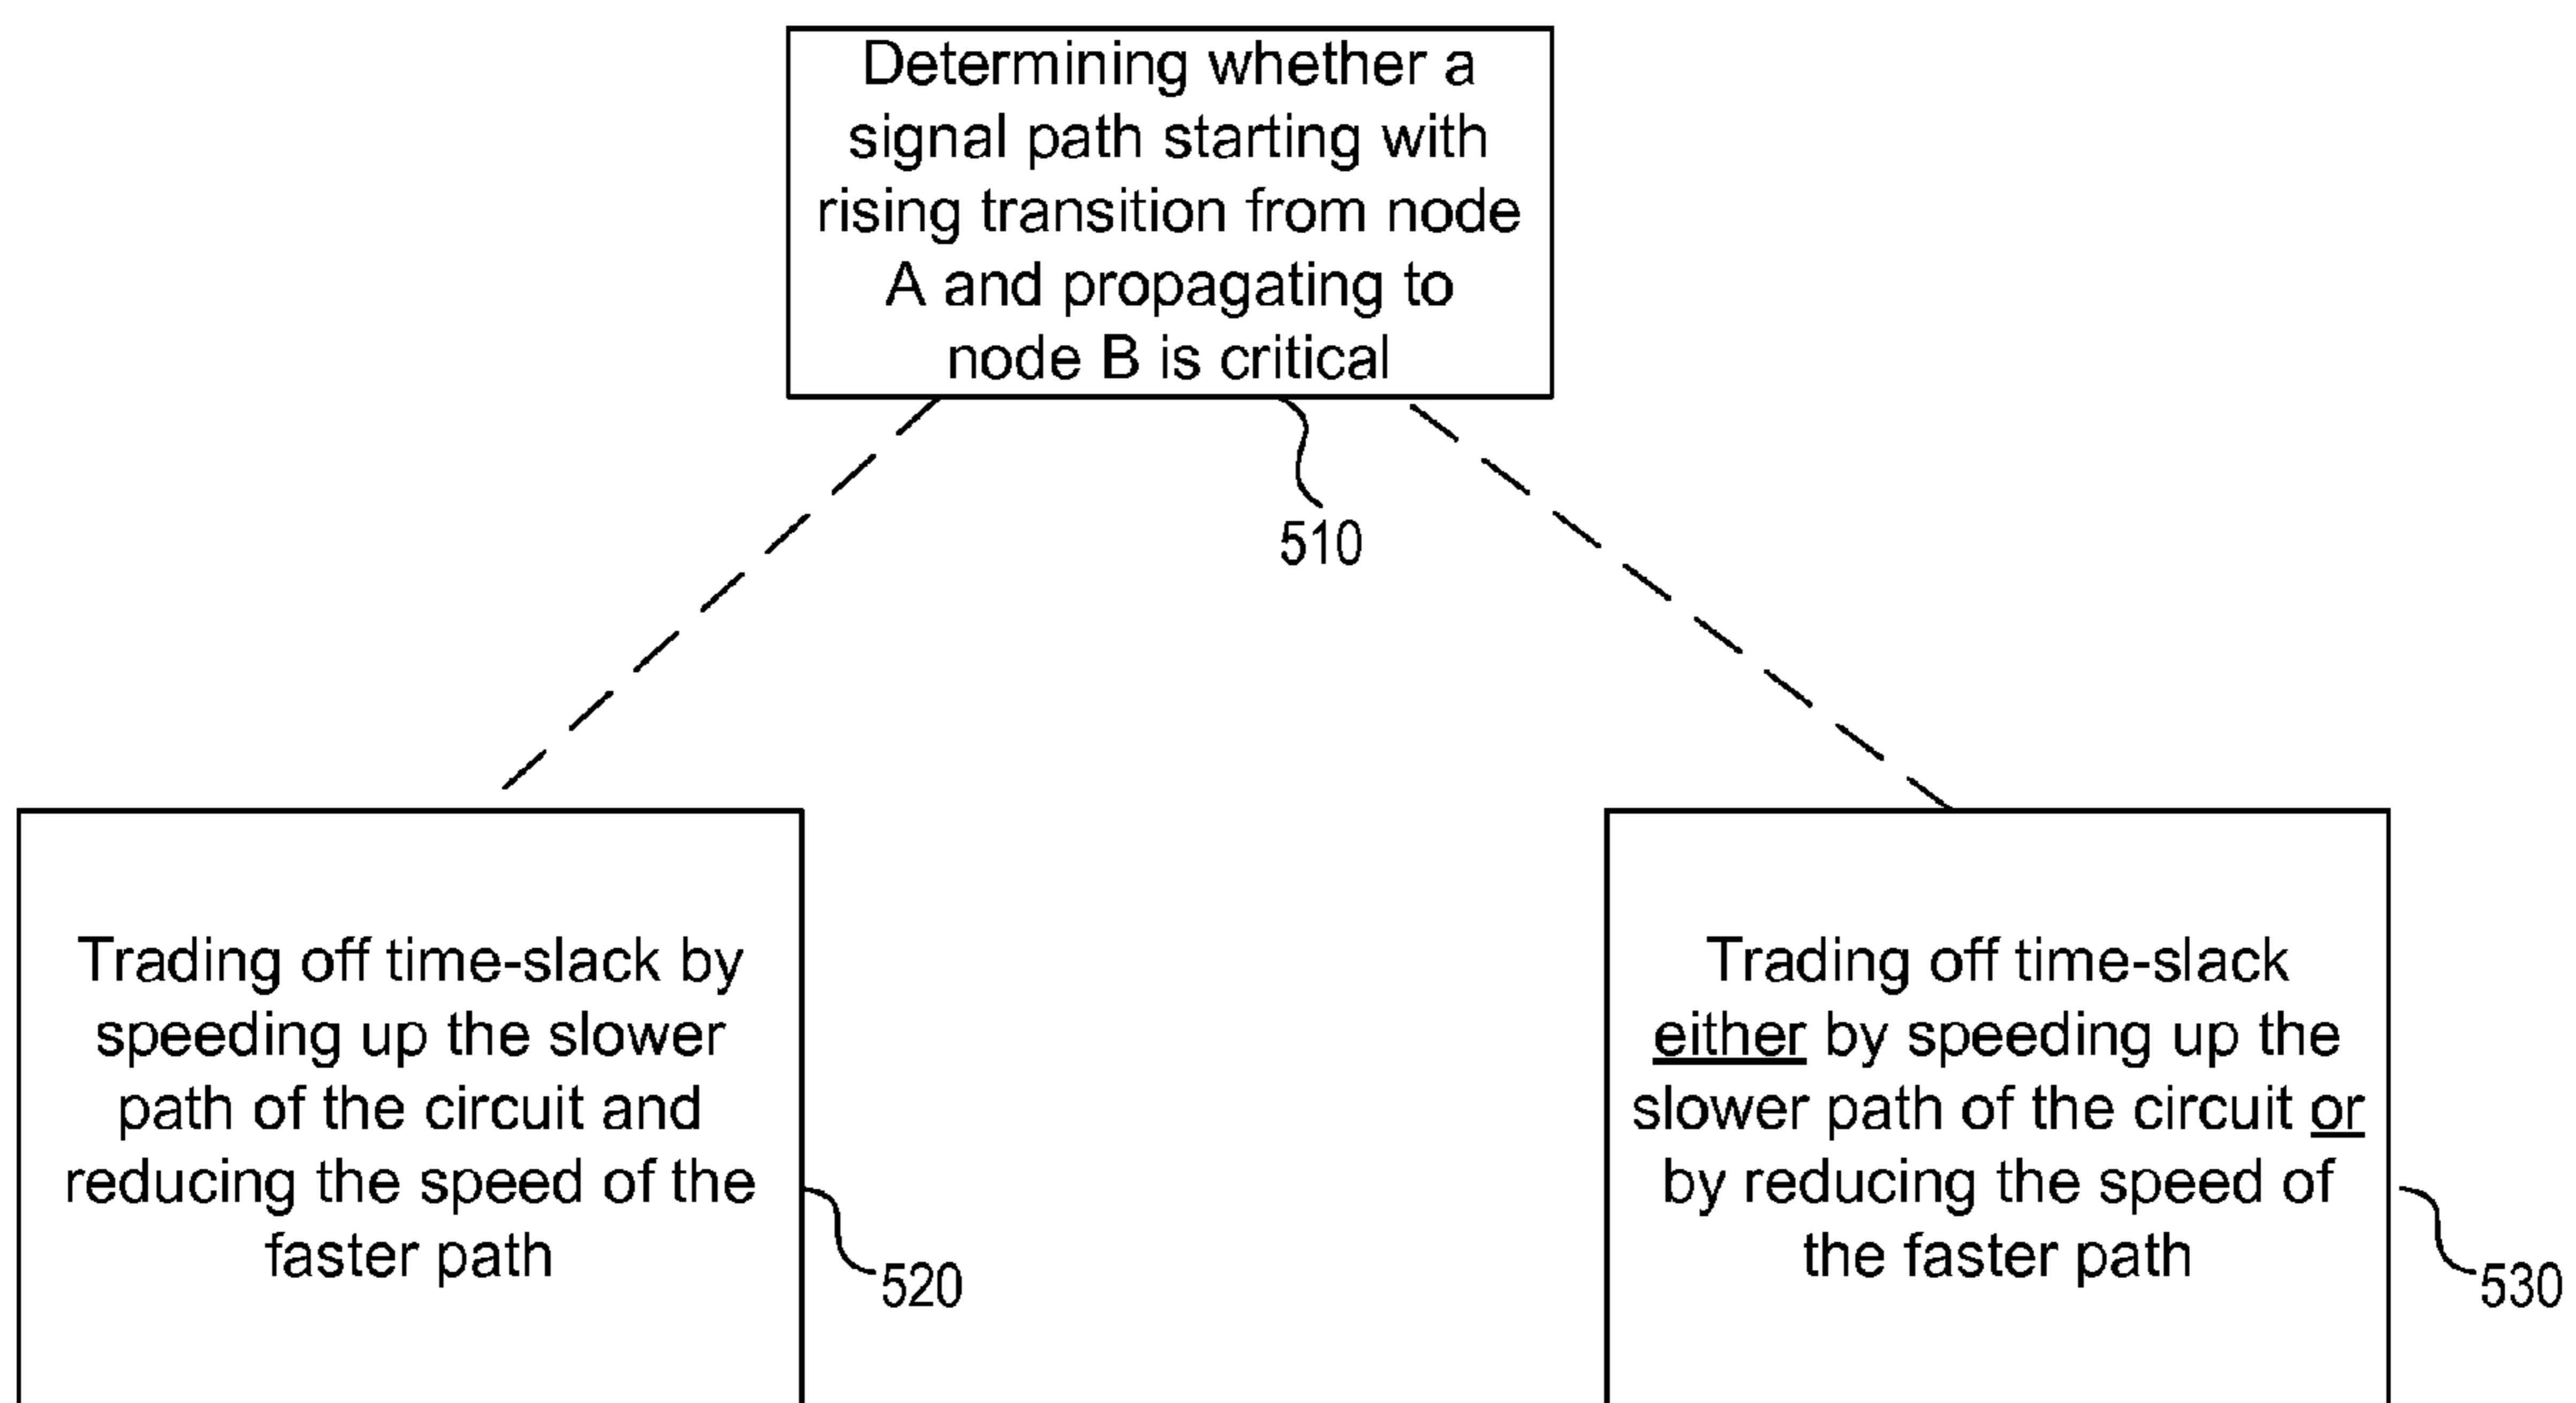 Determining whether a
signal path starting with
rising transition from node
A and propagating to
node B is critical
510
Trading off time-slack by
speeding up the slower
path of the circuit and
reducing the speed of the
faster path
520
Trading off time-slack
either by speeding up the
slower path of the circuit or
by reducing the speed of
the faster path
530